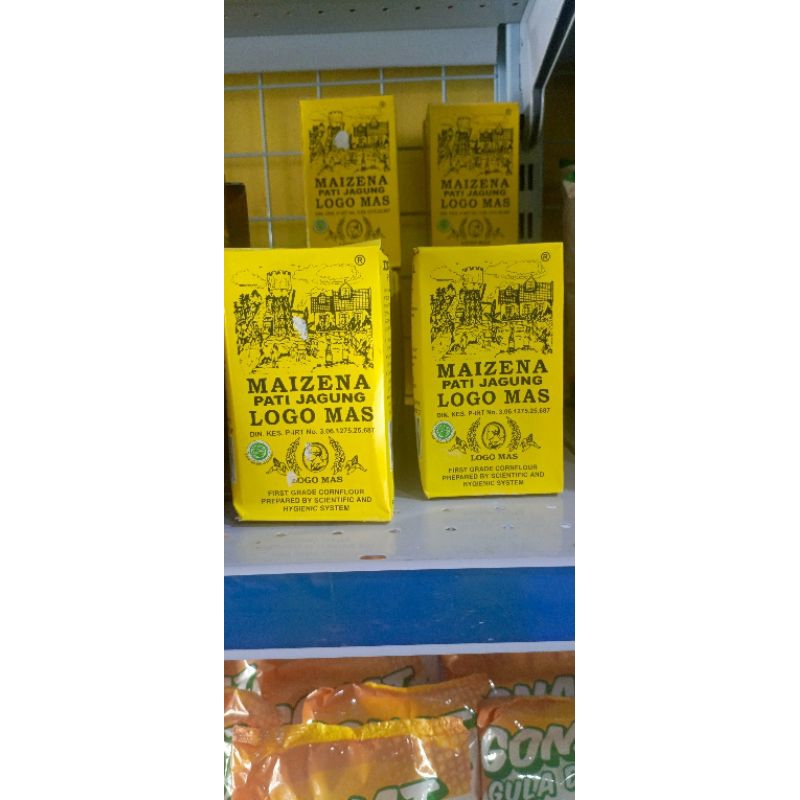 ®
MAIZENA
PATI JAGUNG
LOGO MAS
®
MAIZENA
PATI JAGUNG
LOGO MAS
®
MAIZENA
PATI JAGUNG
LOGO MAS
DIN. KES. P-IRT No. 3.06.1275.25.687
LOGO MAS
FIRST GRADE CORNFLOUR
PREPARED BY SCIENTIFIC AND
HYGIENIC SYSTEM
®
MAIZENA
PATI JAGUNG
LOGO MAS
DIN. KES. P-IRT No. 3.06.1275.25.687
LOGO MAS
FIRST GRADE CORNFLOUR
PREPARED BY SCIENTIFIC AND
HYGIENIC SYSTEM
GULA